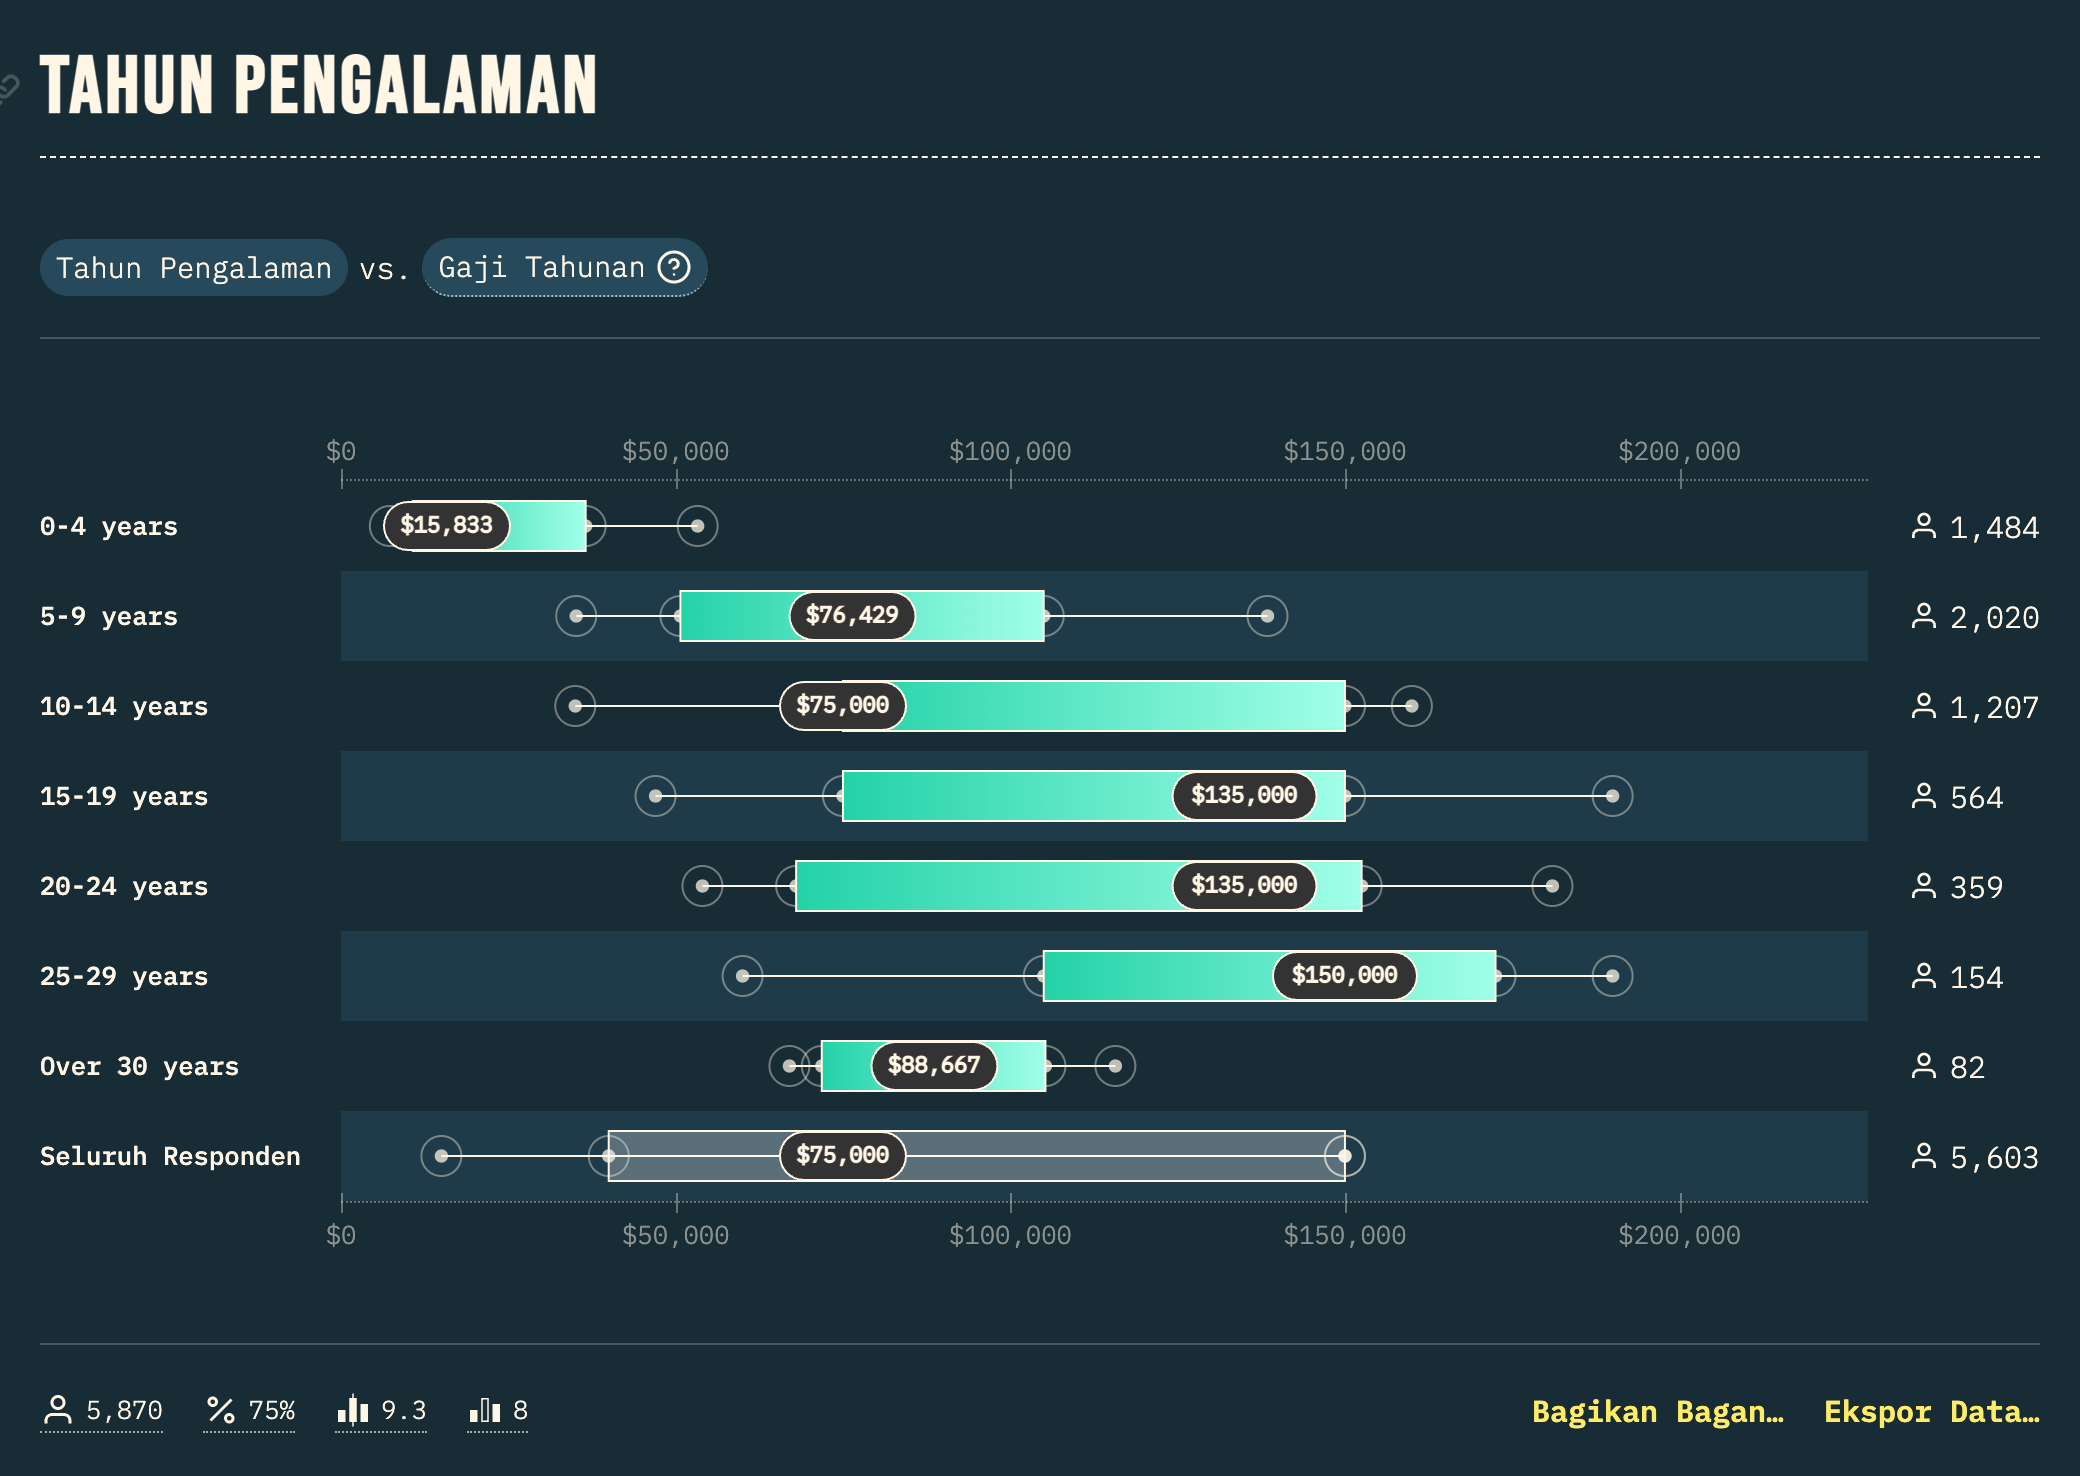 TAHUN PENGALAMAN
Tahun Pengalaman vs. Gaji Tahunan ?
$0 $50,000 $100,000 $150,000 $200,000
0-4 years $15,833 1,484
5-9 years $76,429 2,020
10-14 years $75,000 1,207
15-19 years $135,000 564
20-24 years $135,000 359
25-29 years $150,000 154
Over 30 years $88,667 82
Seluruh Responden $75,000 5,603
$0 $50,000 $100,000 $150,000 $200,000
5,870 % 75% 9.3 8 Bagikan Bagan… Ekspor Data…